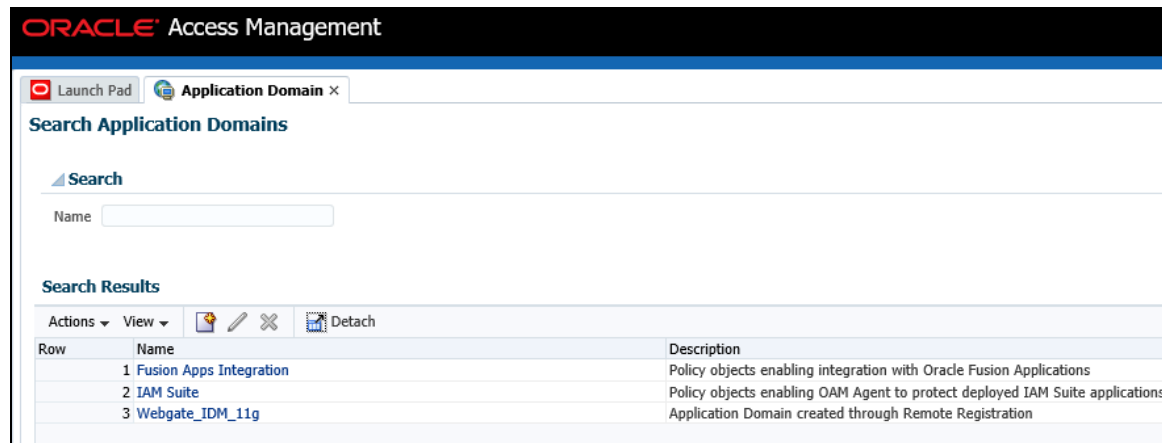 ORACLE Access Management
Launch Pad Application Domain ×
Search Application Domains
Search
Name
Search Results
Actions View Detach
Row Name Description
1 Fusion Apps Integration Policy objects enabling integration with Oracle Fusion Applications
2 IAM Suite Policy objects enabling OAM Agent to protect deployed IAM Suite applications
3 Webgate_IDM_11g Application Domain created through Remote Registration